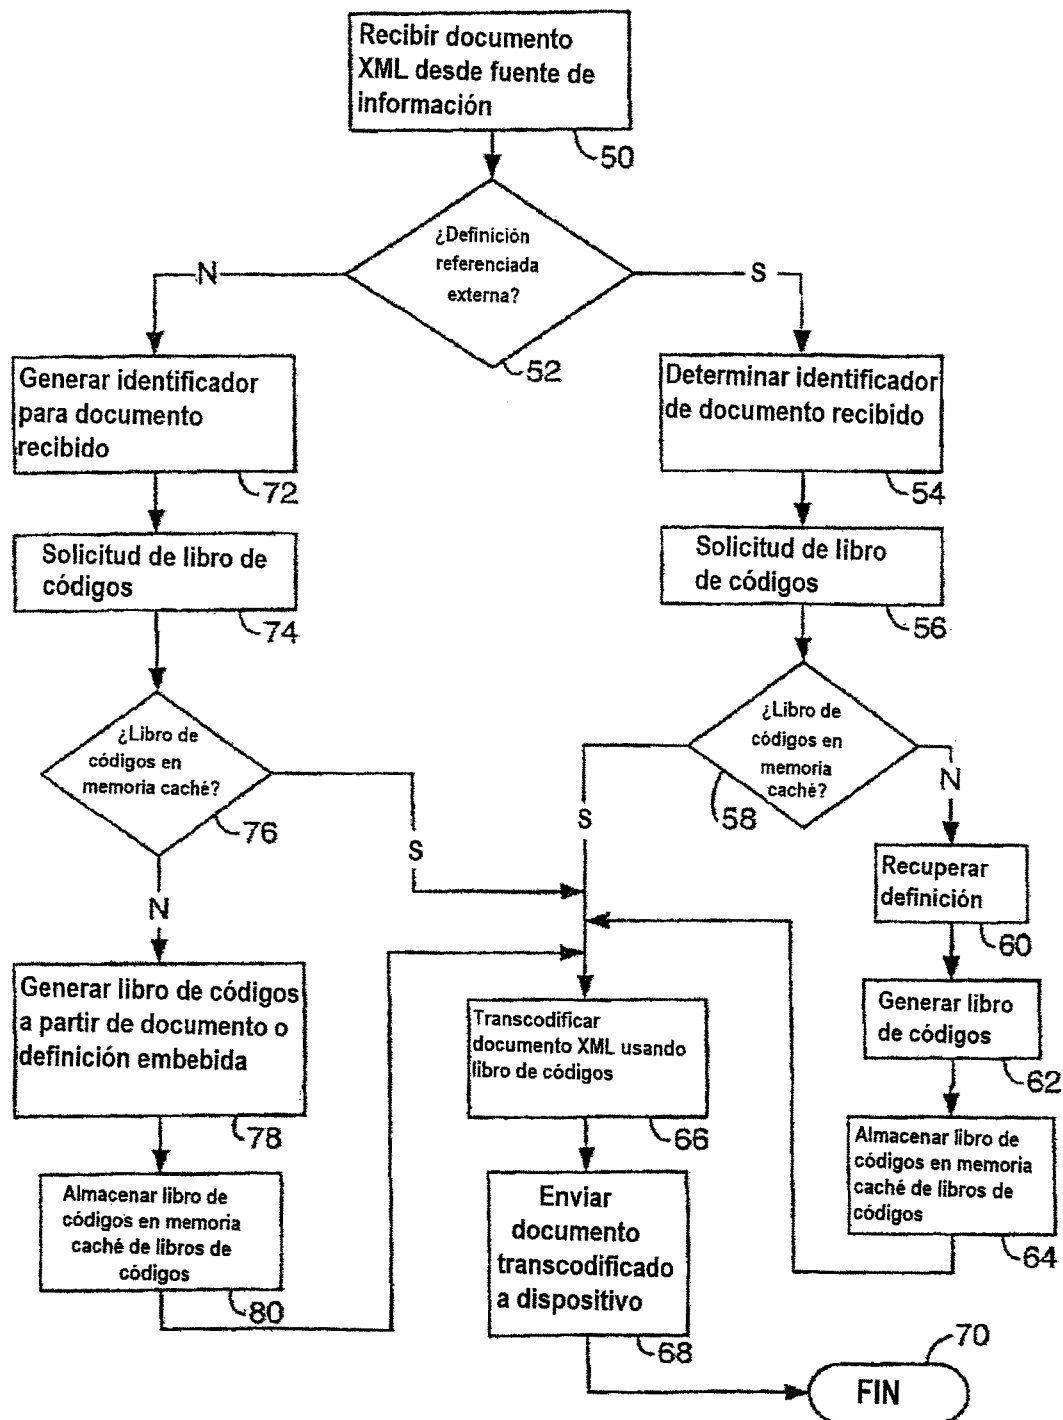 Recibir documento
XML desde fuente de
información
50
¿Definición
referenciada
externa?
52
N
S
Generar identificador
para documento
recibido
72
Determinar identificador
de documento recibido
54
Solicitud de libro de
códigos
74
Solicitud de libro
de códigos
56
¿Libro de
códigos en
memoria caché?
76
¿Libro de
códigos en
memoria
caché?
58
S
S
N
N
Recuperar
definición
60
Generar libro de códigos
a partir de documento o
definición embebida
78
Transcodificar
documento XML usando
libro de códigos
66
Generar libro
de códigos
62
Almacenar libro de
códigos en memoria
caché de libros de
códigos
80
Enviar
documento
transcodificado
a dispositivo
68
Almacenar libro de
códigos en memoria
caché de libros de
códigos
64
70
FIN